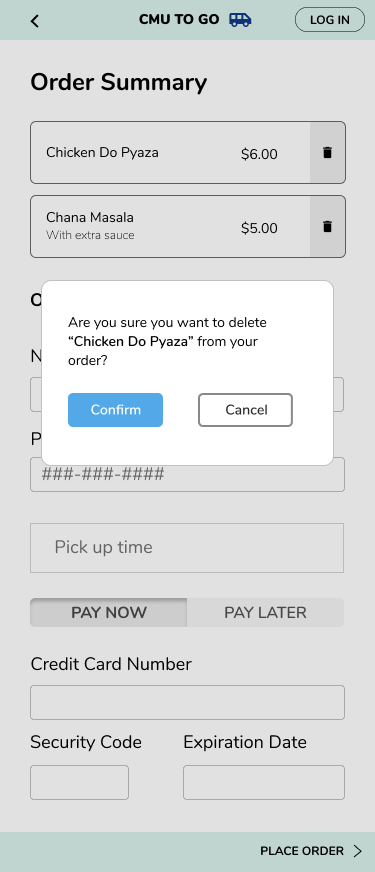 CMU TO GO
LOG IN
Order Summary
Chicken Do Pyaza $6.00
Chana Masala
With extra sauce
$5.00
O
Are you sure you want to delete
“Chicken Do Pyaza” from your
order?
N
Confirm Cancel
P
###-###-####
Pick up time
PAY NOW PAY LATER
Credit Card Number
Security Code Expiration Date
PLACE ORDER